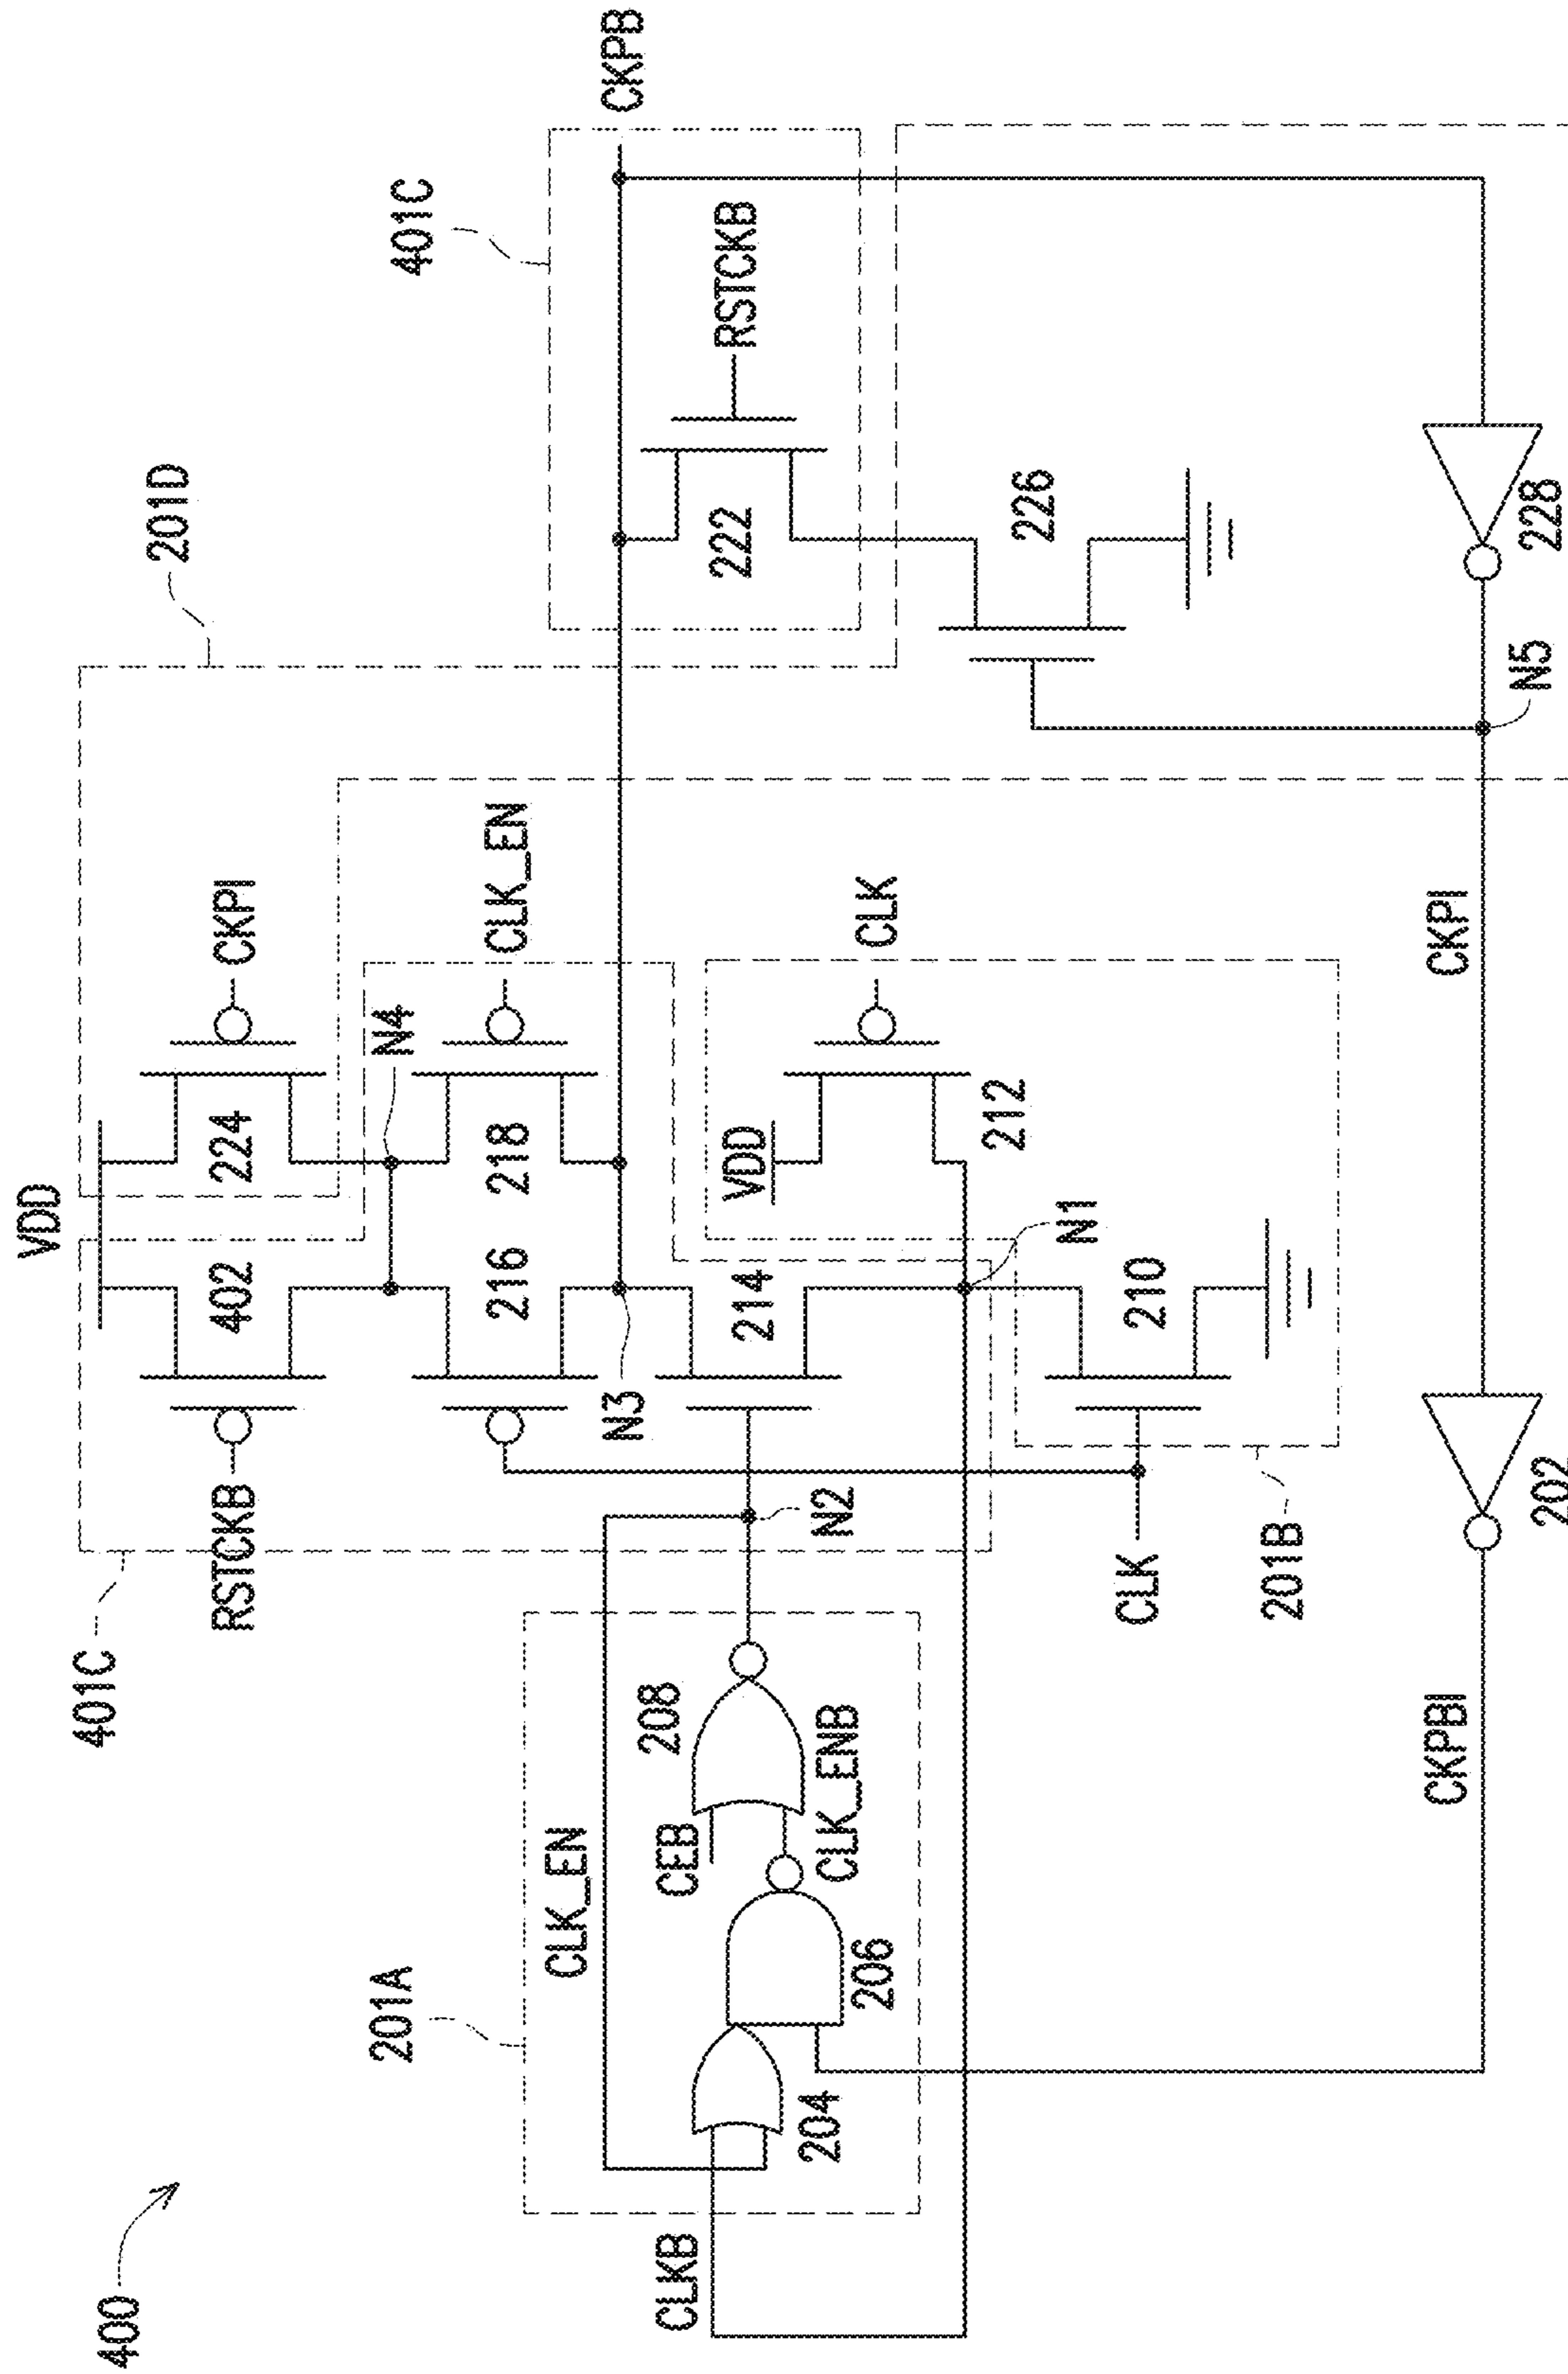 400
VDD
401C
RSTCKB
402
224
CKPI
201D
N4
216
218
CLK_EN
401C
CKPB
N3
222
RSTCKB
201A
CLK_EN
CLKB
204
206
CEB
208
CLK_ENB
N2
214
VDD
CLK
212
N1
226
CLK
210
201B
CKPBI
202
CKPI
N5
228